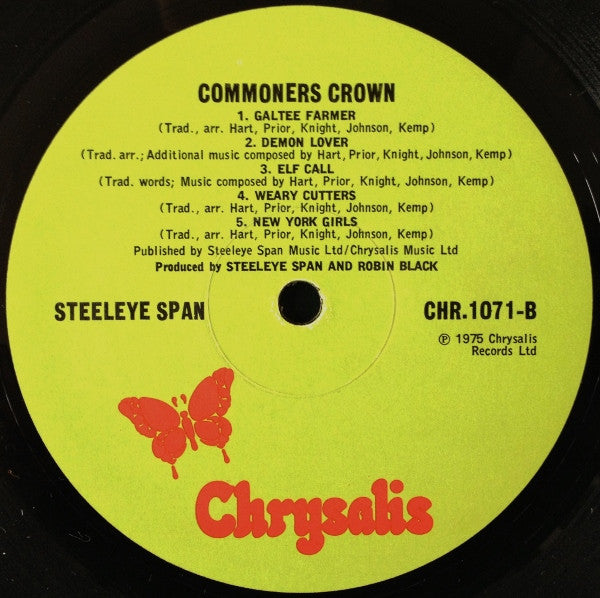 COMMONERS CROWN
1. GALTEE FARMER
(Trad., arr. Hart, Prior, Knight, Johnson, Kemp)
2. DEMON LOVER
(Trad. arr.; Additional music composed by Hart, Prior, Knight, Johnson, Kemp)
3. ELF CALL
(Trad. words; Music composed by Hart, Prior, Knight, Johnson, Kemp)
4. WEARY CUTTERS
(Trad., arr. Hart, Prior, Knight, Johnson, Kemp)
5. NEW YORK GIRLS
(Trad., arr. Hart, Prior, Knight, Johnson, Kemp)
Published by Steeleye Span Music Ltd/Chrysalis Music Ltd
Produced by STEELEYE SPAN AND ROBIN BLACK
STEELEYE SPAN
CHR.1071-B
℗ 1975 Chrysalis
Records Ltd
Chrysalis